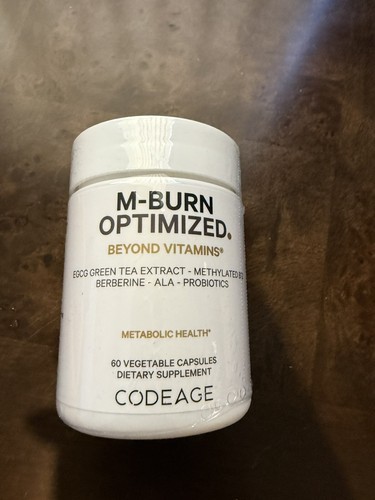 M-BURN
OPTIMIZED.
BEYOND VITAMINS®
EGCG GREEN TEA EXTRACT - METHYLATED
BERBERINE - ALA - PROBIOTICS
METABOLIC HEALTH*
60 VEGETABLE CAPSULES
DIETARY SUPPLEMENT
CODEAGE